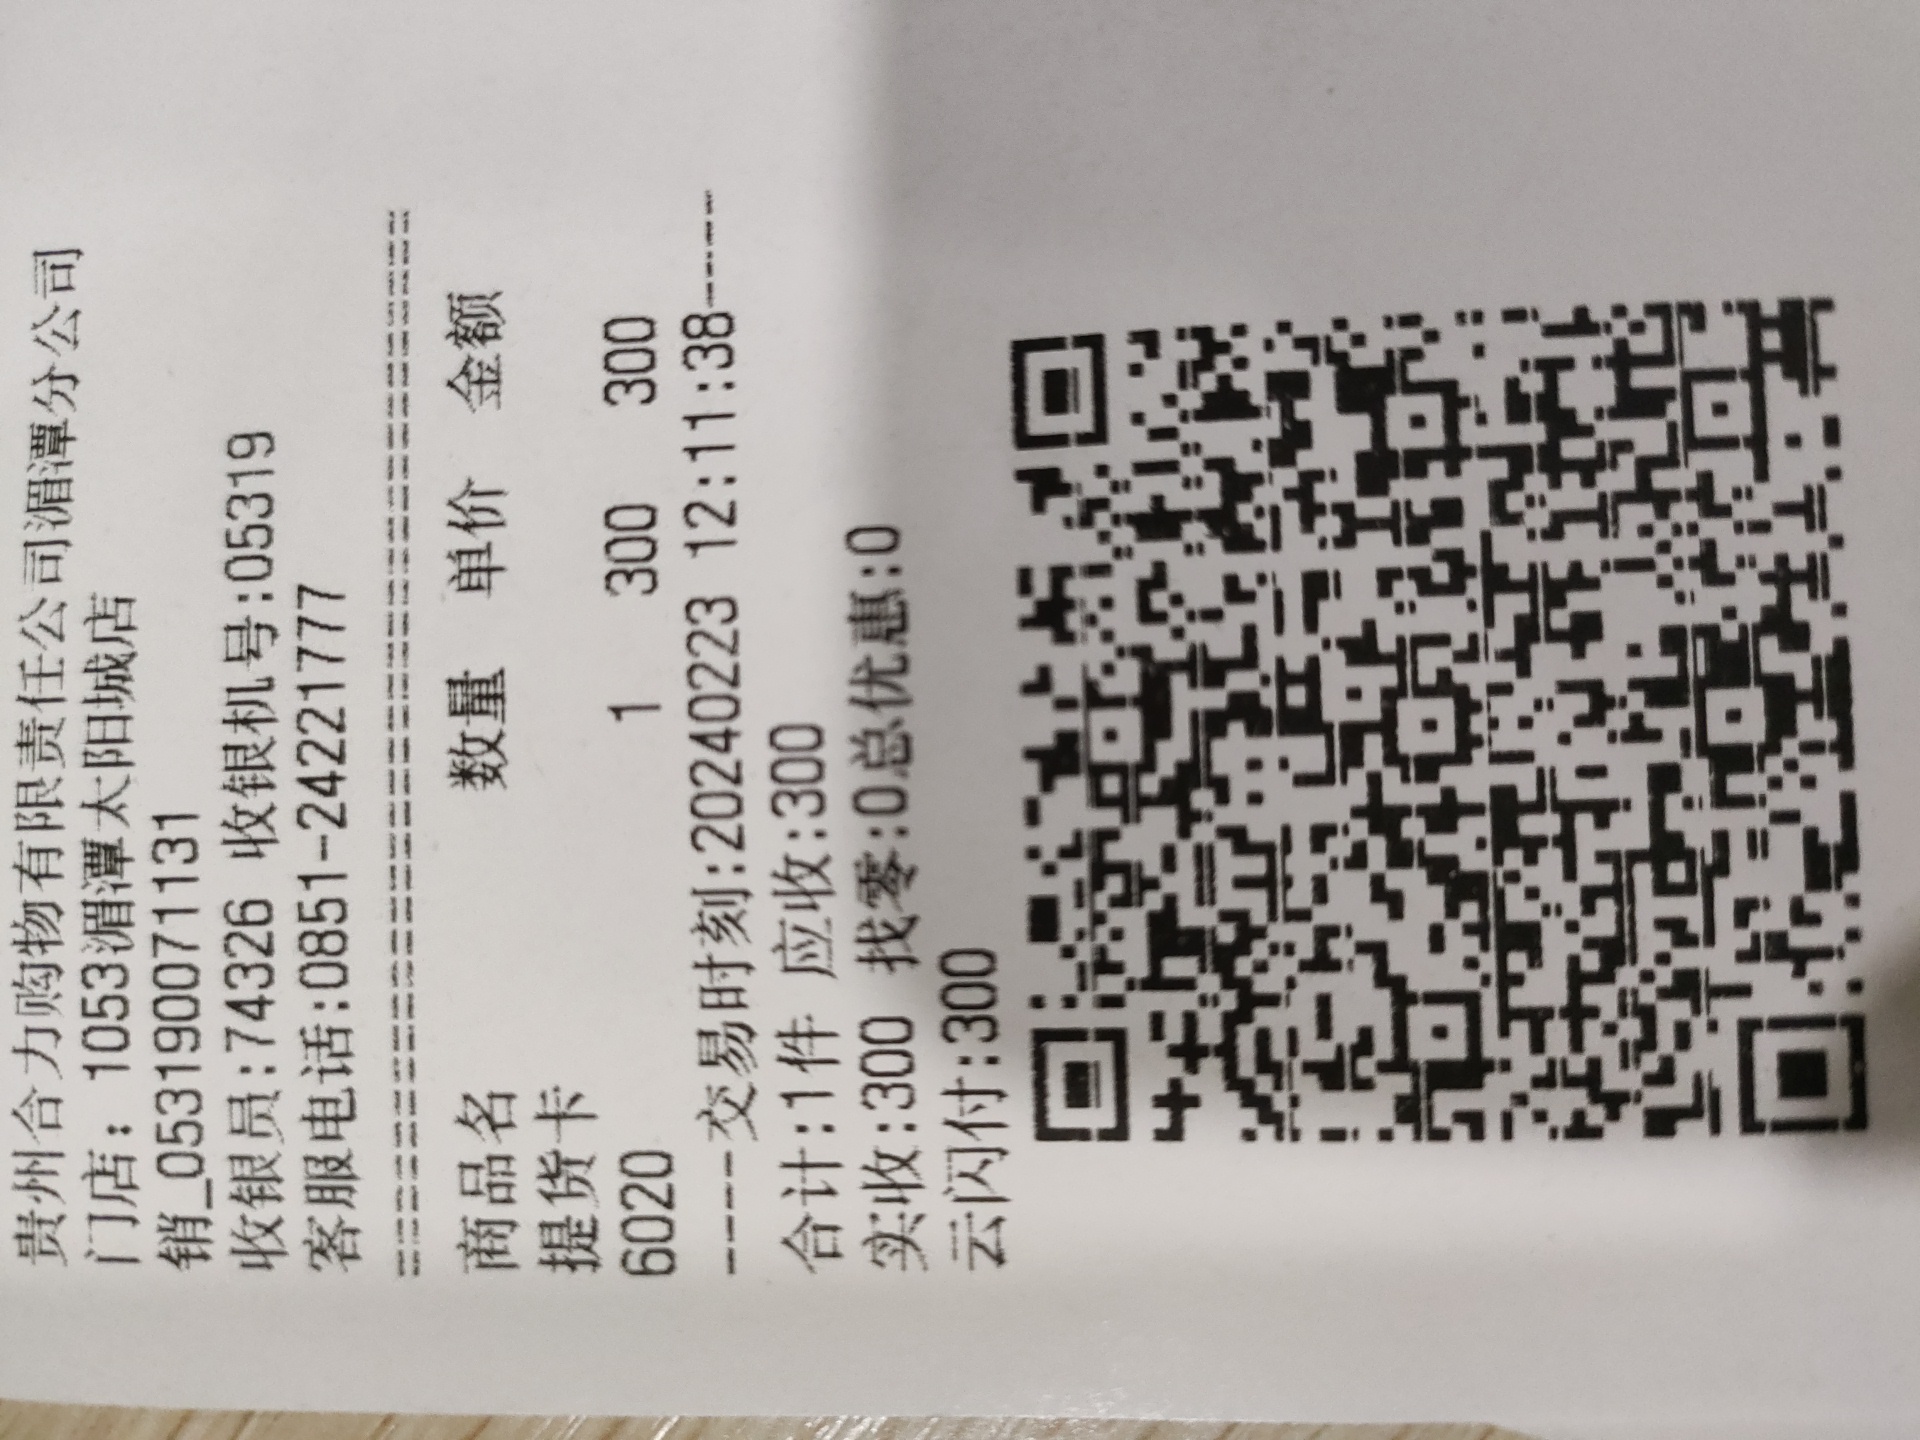 贵州合力购物有限责任公司湄潭分公司
门店: 1053湄潭太阳城店
销_0531900071131
收银员:74326 收银机号:05319
客服电话:0851-24221777
================================
商品名 数量 单价 金额
提货卡
6020 1 300 300
----交易时刻:20240223 12:11:38-----
合计:1件 应收:300
实收:300 找零:0总优惠:0
云闪付:300